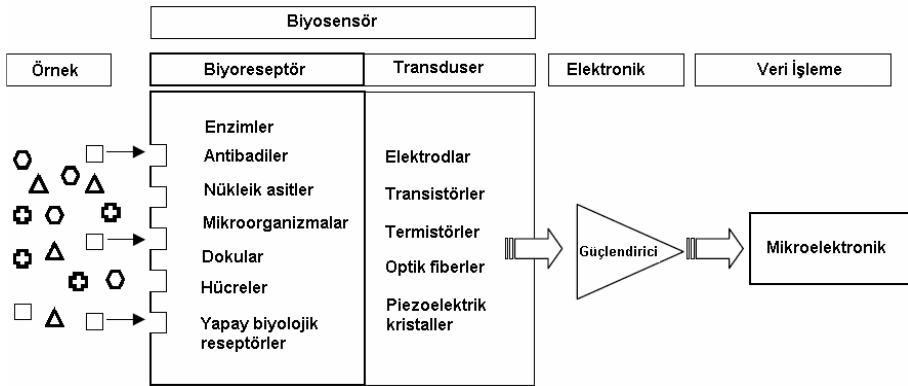 Biyosensör
Örnek
Biyoreseptör
Transduser
Elektronik
Veri İşleme
Enzimler
Antibadiler
Nükleik asitler
Mikroorganizmalar
Dokular
Hücreler
Yapay biyolojik
reseptörler
Elektrodlar
Transistörler
Termistörler
Optik fiberler
Piezoelektrik
kristaller
Güçlendirici
Mikroelektronik